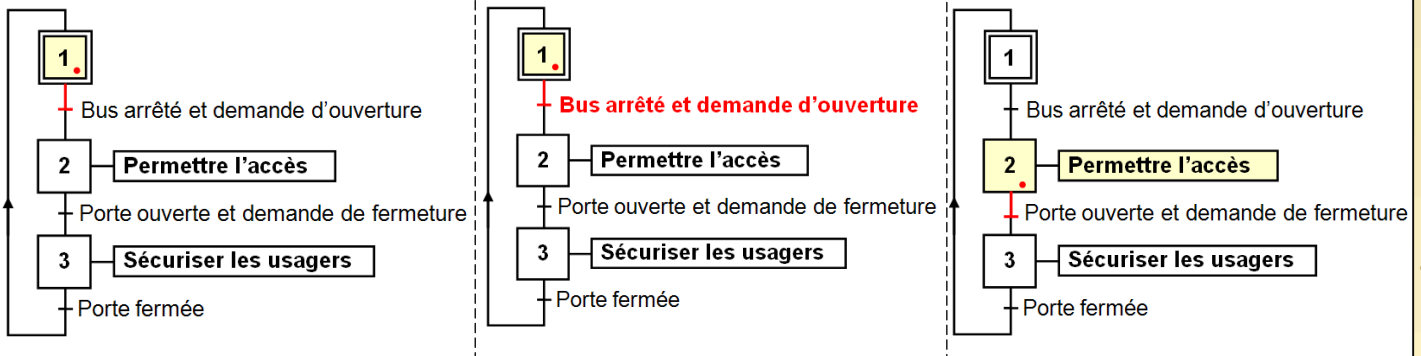 1
Bus arrêté et demande d'ouverture
2
Permettre l'accès
Porte ouverte et demande de fermeture
3
Sécuriser les usagers
Porte fermée
1
Bus arrêté et demande d'ouverture
2
Permettre l'accès
Porte ouverte et demande de fermeture
3
Sécuriser les usagers
Porte fermée
1
Bus arrêté et demande d'ouverture
2
Permettre l'accès
Porte ouverte et demande de fermeture
3
Sécuriser les usagers
Porte fermée